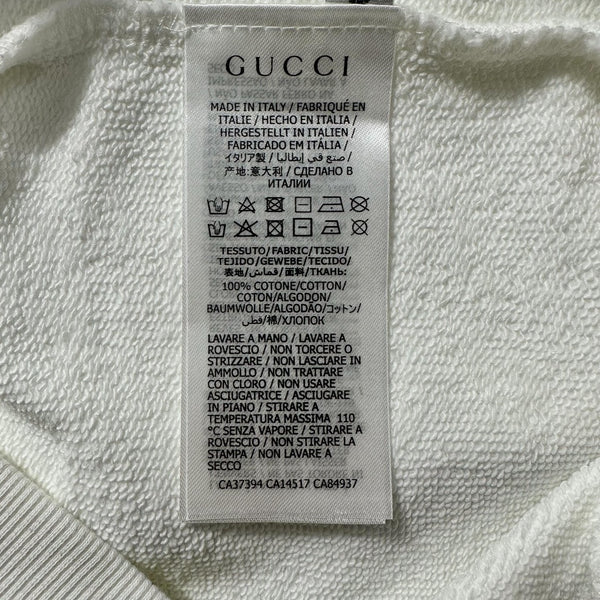 GUCCI
MADE IN ITALY / FABRIQUÉ EN
ITALIE / HECHO EN ITALIA /
HERGESTELLT IN ITALIEN /
FABRICADO EM ITÁLIA /
イタリア製 / صنع في إيطاليا /
产地:意大利 / СДЕЛАНО В
ИТАЛИИ
TESSUTO/FABRIC/TISSU/
TEJIDO/GEWEBE/TECIDO/
表地/قماش/面料/ТКАНЬ:
100% COTONE/COTTON/
COTON/ALGODON/
BAUMWOLLE/ALGODÃO/コットン/
قطن/棉/ХЛОПОК
LAVARE A MANO / LAVARE A
ROVESCIO / NON TORCERE O
STRIZZARE / NON LASCIARE IN
AMMOLLO / NON TRATTARE
CON CLORO / NON USARE
ASCIUGATRICE / ASCIUGARE
IN PIANO / STIRARE A
TEMPERATURA MASSIMA 110
°C SENZA VAPORE / STIRARE A
ROVESCIO / NON STIRARE LA
STAMPA / NON LAVARE A
SECCO
CA37394 CA14517 CA84937